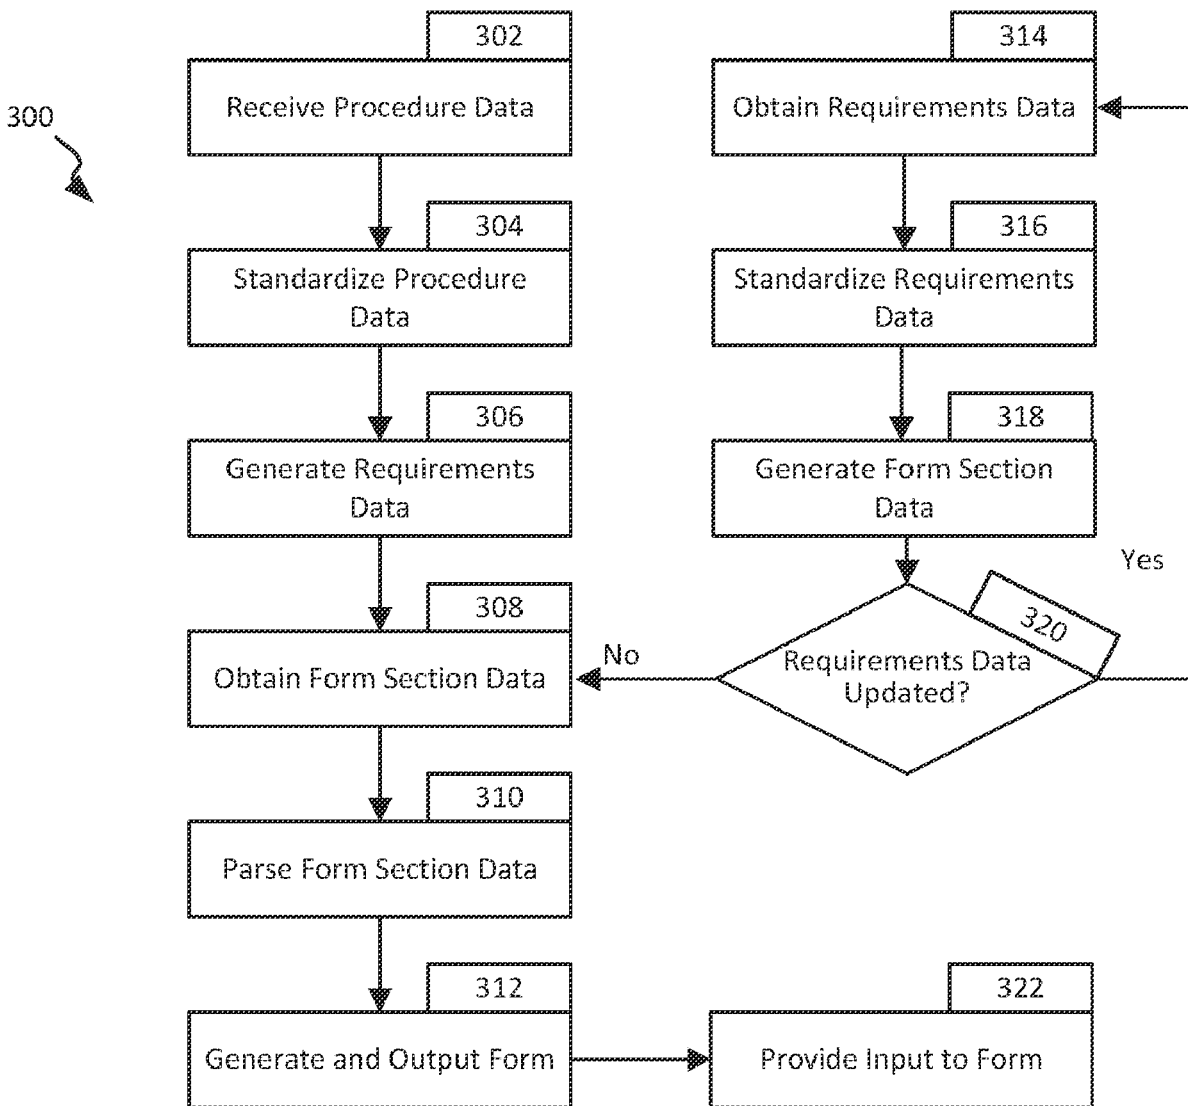 300
302
Receive Procedure Data
304
Standardize Procedure
Data
306
Generate Requirements
Data
308
Obtain Form Section Data
310
Parse Form Section Data
312
Generate and Output Form
314
Obtain Requirements Data
316
Standardize Requirements
Data
318
Generate Form Section
Data
320
Requirements Data
Updated?
Yes
No
322
Provide Input to Form